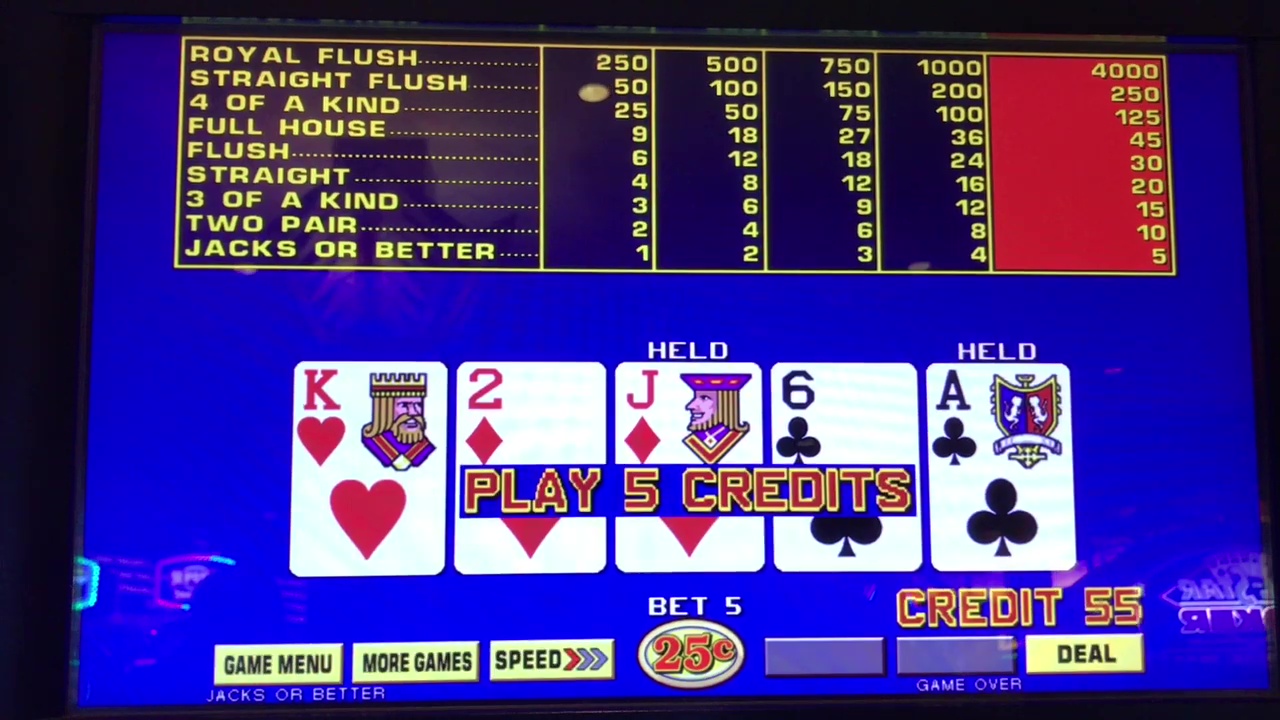 ROYAL FLUSH 250 500 750 1000 4000
STRAIGHT FLUSH 50 100 150 200 250
4 OF A KIND 25 50 75 100 125
FULL HOUSE 9 18 27 36 45
FLUSH 6 12 18 24 30
STRAIGHT 4 8 12 16 20
3 OF A KIND 3 6 9 12 15
TWO PAIR 2 4 6 8 10
JACKS OR BETTER 1 2 3 4 5
HELD HELD
K 2 J 6 A
PLAY 5 CREDITS
BET 5
CREDIT 55
GAME MENU MORE GAMES SPEED 25¢ DEAL
JACKS OR BETTER GAME OVER